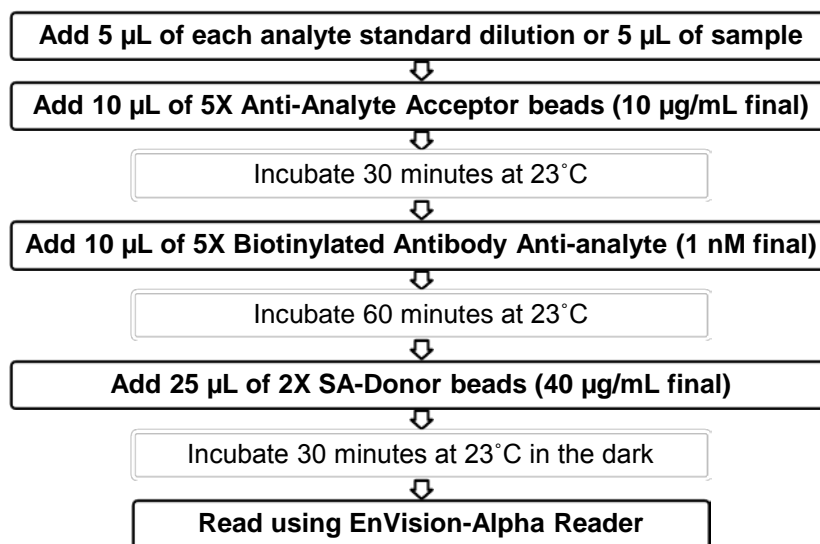 Add 5 µL of each analyte standard dilution or 5 µL of sample
Add 10 µL of 5X Anti-Analyte Acceptor beads (10 µg/mL final)
Incubate 30 minutes at 23˚C
Add 10 µL of 5X Biotinylated Antibody Anti-analyte (1 nM final)
Incubate 60 minutes at 23˚C
Add 25 µL of 2X SA-Donor beads (40 µg/mL final)
Incubate 30 minutes at 23˚C in the dark
Read using EnVision-Alpha Reader